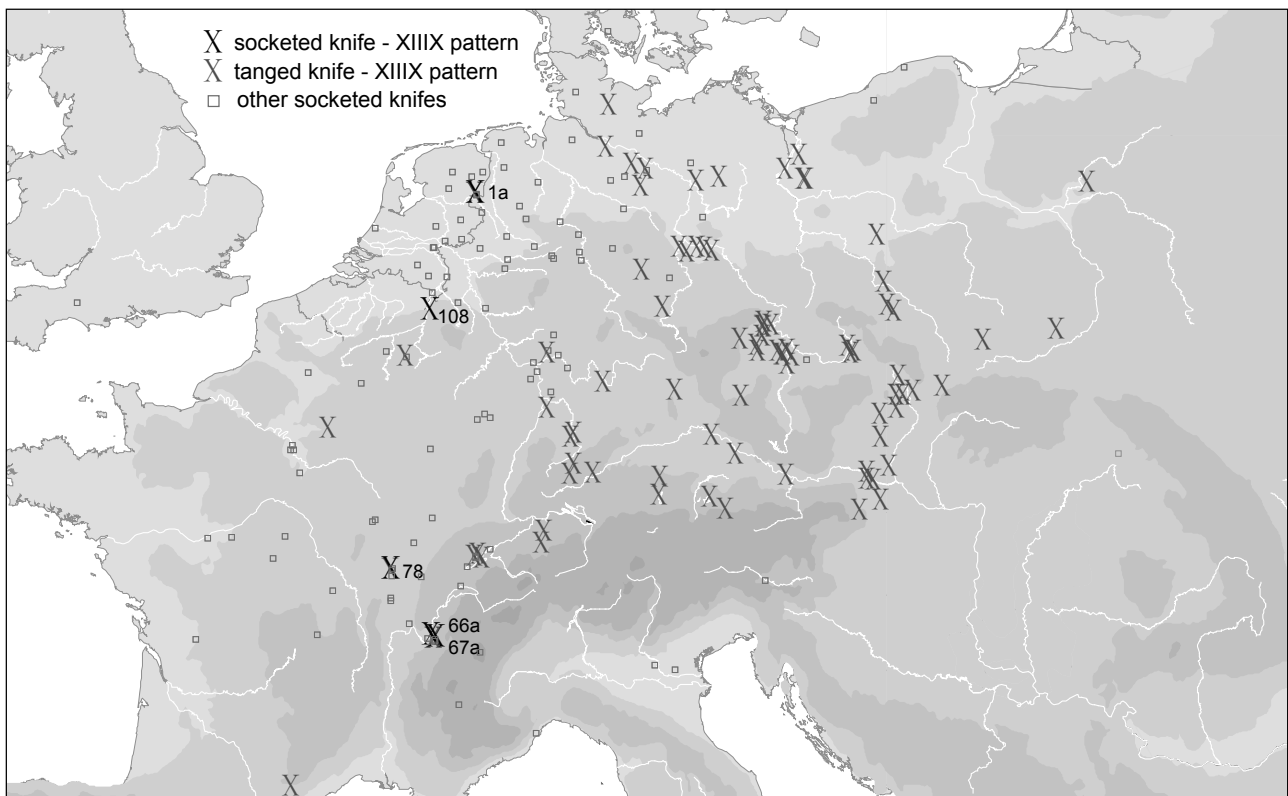 X socketed knife - XIIIX pattern
X tanged knife - XIIIX pattern
other socketed knifes
1a
108
78
66a
67a